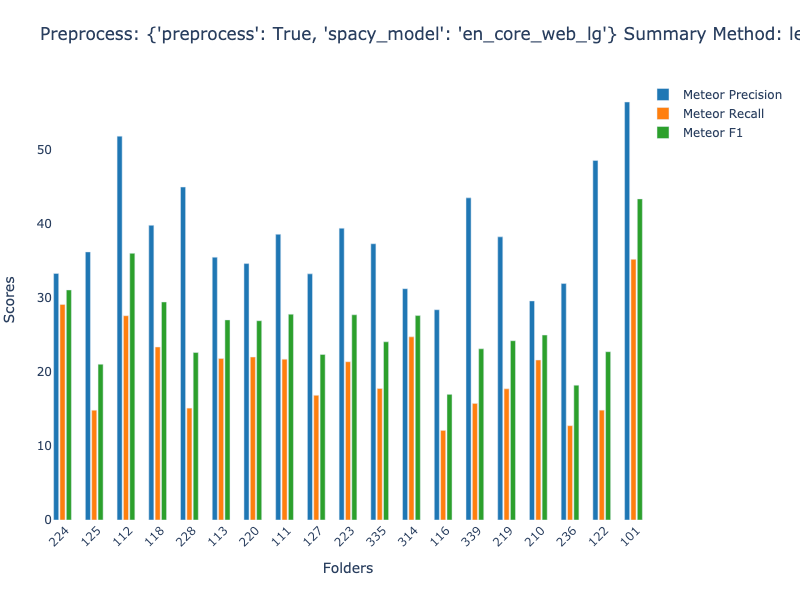 Preprocess: {'preprocess': True, 'spacy_model': 'en_core_web_lg'} Summary Method: le
Meteor Precision
Meteor Recall
Meteor F1
50
40
30
20
10
0
Scores
224 125 112 118 228 113 220 111 127 223 335 314 116 339 219 210 236 122 101
Folders